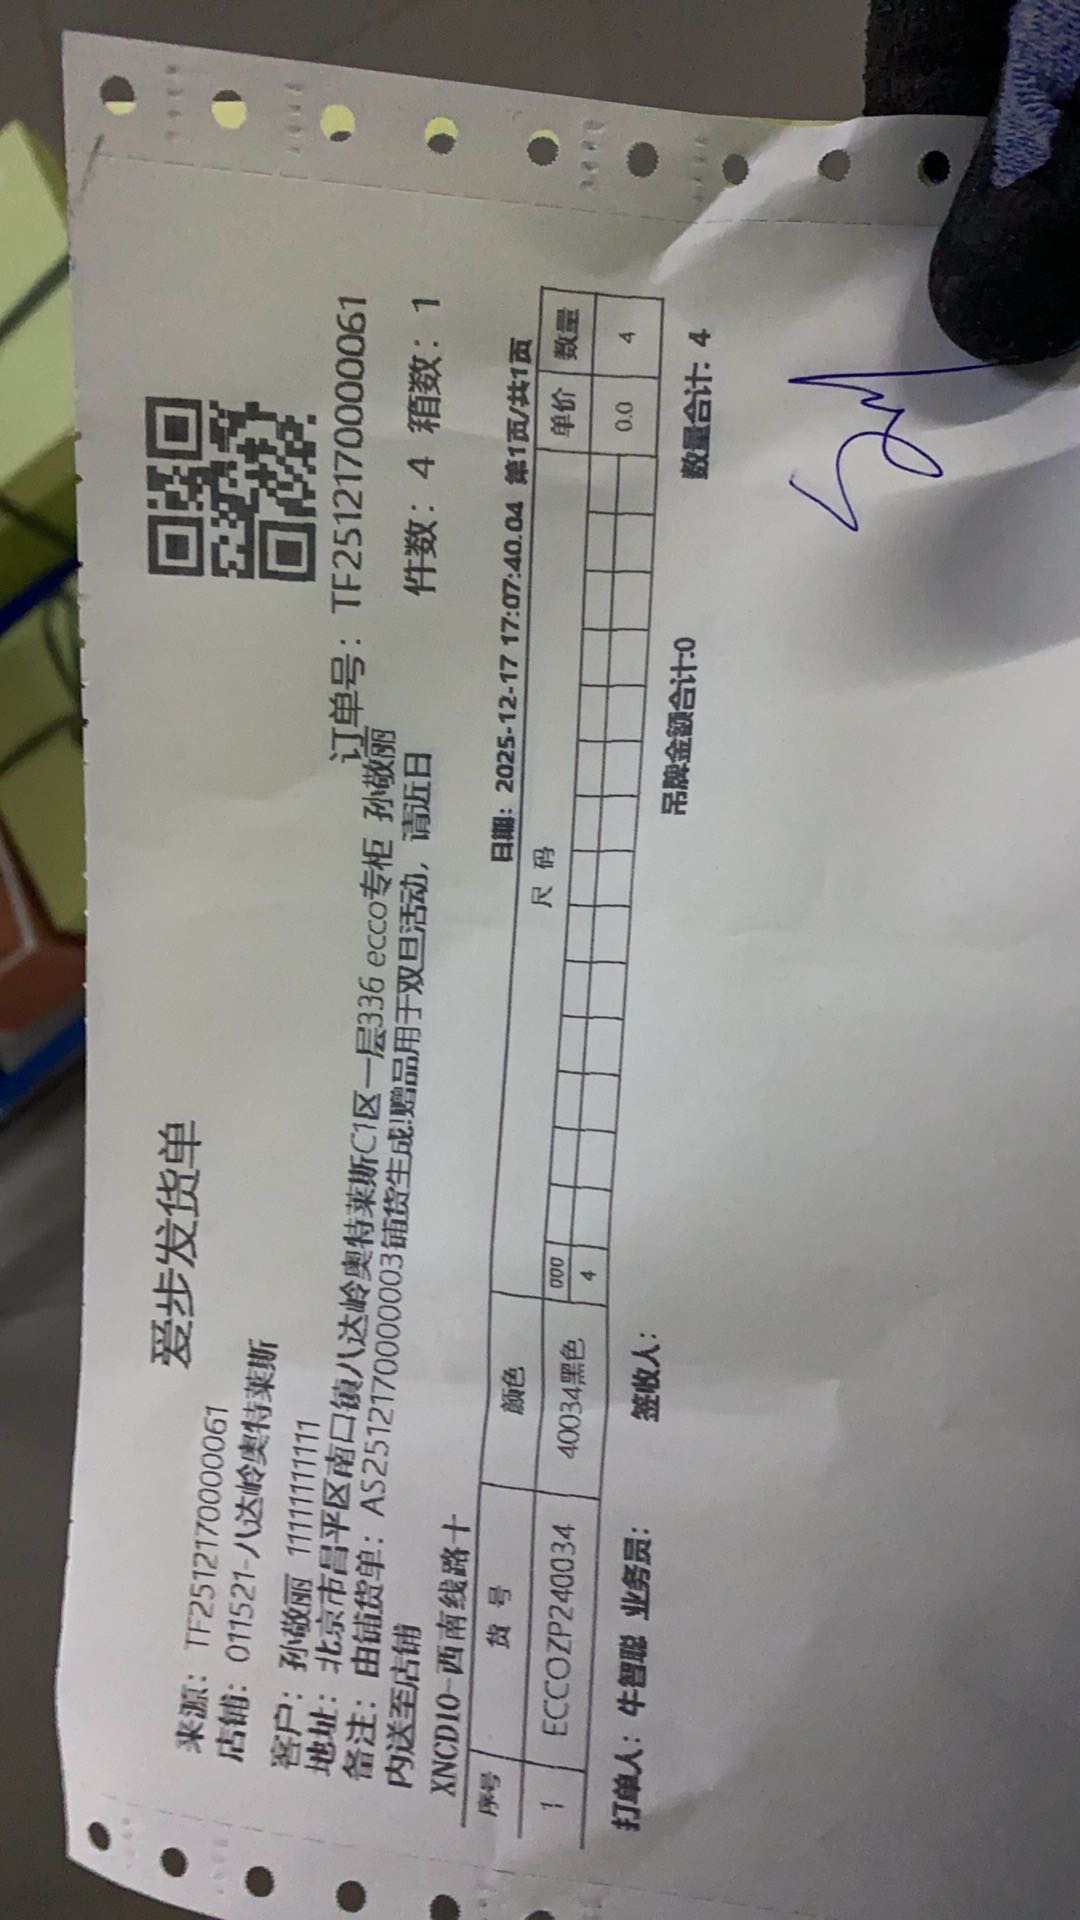 爱步发货单
来源：TF251217000061
店铺：011521-八达岭奥特莱斯
订单号：TF251217000061
客户：孙敬丽 11111111111
件数：4 箱数：1
地址：北京市昌平区南口镇八达岭奥特莱斯C1区一层336 ecco专柜 孙敬丽
备注：由铺货单：AS251217000003铺货生成!赠品用于双旦活动，请近日
内送至店铺
XNCD10-西南线路十
日期：2025-12-17 17:07:40.04 第1页/共1页
序号 货号 颜色 尺码 单价 数量
000
1 ECCOZP240034 40034黑色 4 0.0 4
打单人：牛智聪 业务员： 签收人： 吊牌金额合计:0 数量合计: 4